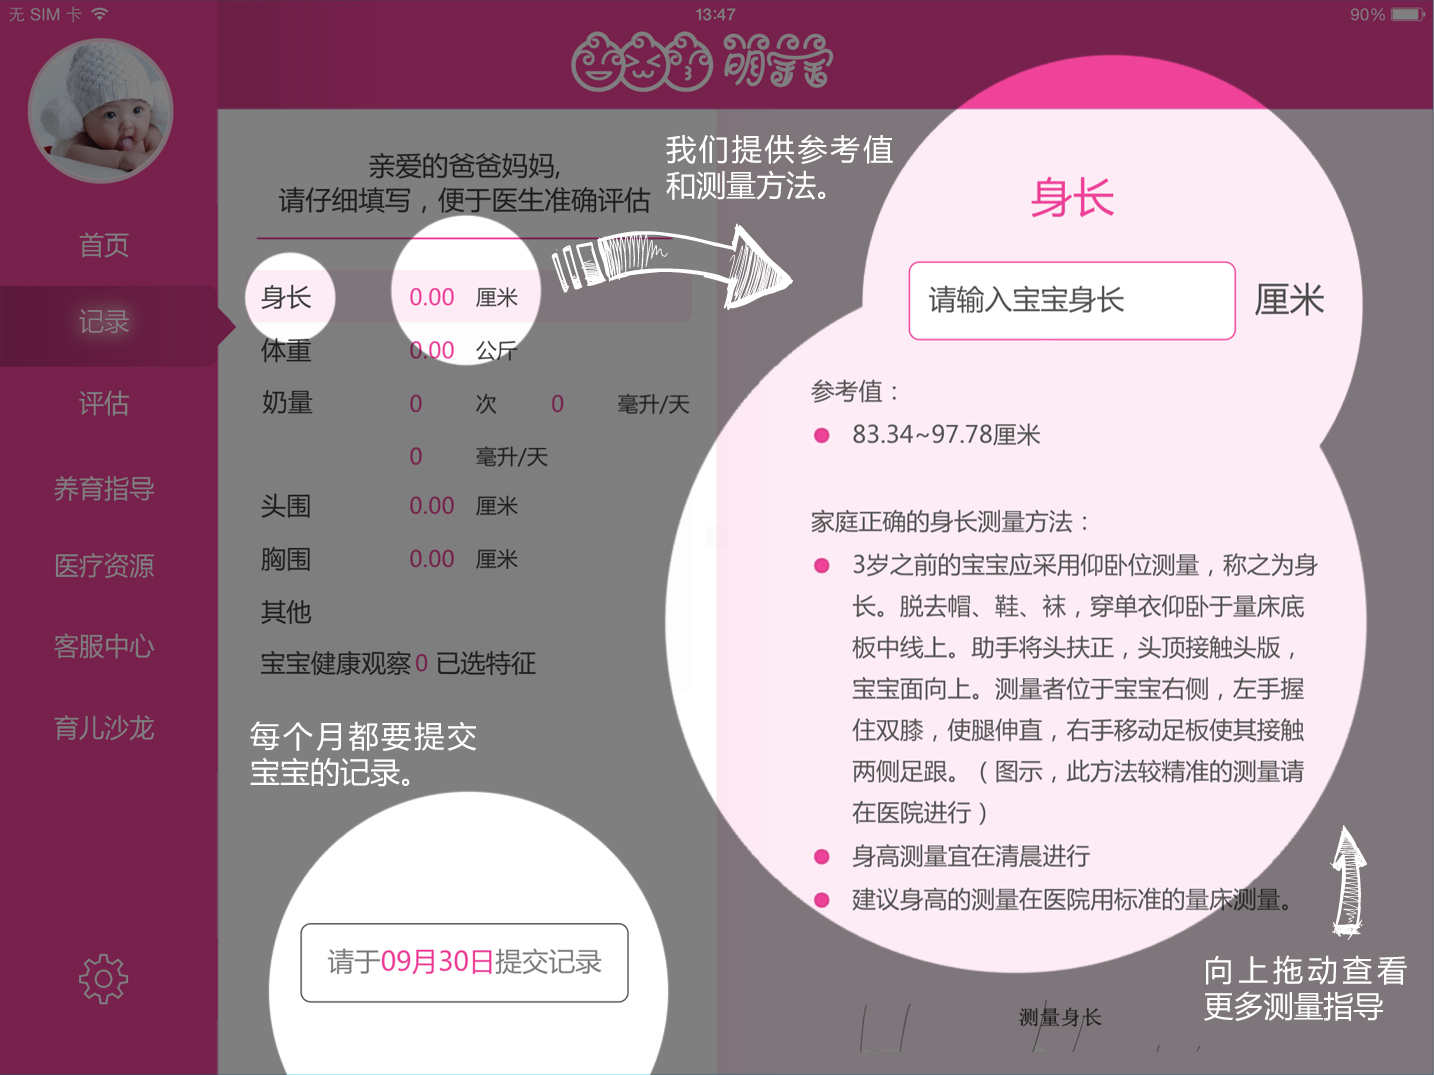 无 SIM 卡
13:47
90%
萌宝宝
首页
记录
评估
养育指导
医疗资源
客服中心
育儿沙龙
亲爱的爸爸妈妈,
请仔细填写，便于医生准确评估
身长 0.00 厘米
体重 0.00 公斤
奶量 0 次 0 毫升/天
0 毫升/天
头围 0.00 厘米
胸围 0.00 厘米
其他
宝宝健康观察0 已选特征
每个月都要提交
宝宝的记录。
请于09月30日提交记录
我们提供参考值
和测量方法。
身长
请输入宝宝身长 厘米
参考值：
83.34~97.78厘米
家庭正确的身长测量方法：
3岁之前的宝宝应采用仰卧位测量，称之为身
长。脱去帽、鞋、袜，穿单衣仰卧于量床底
板中线上。助手将头扶正，头顶接触头版，
宝宝面向上。测量者位于宝宝右侧，左手握
住双膝，使腿伸直，右手移动足板使其接触
两侧足跟。（图示，此方法较精准的测量请
在医院进行）
身高测量宜在清晨进行
建议身高的测量在医院用标准的量床测量。
向上拖动查看
更多测量指导
测量身长